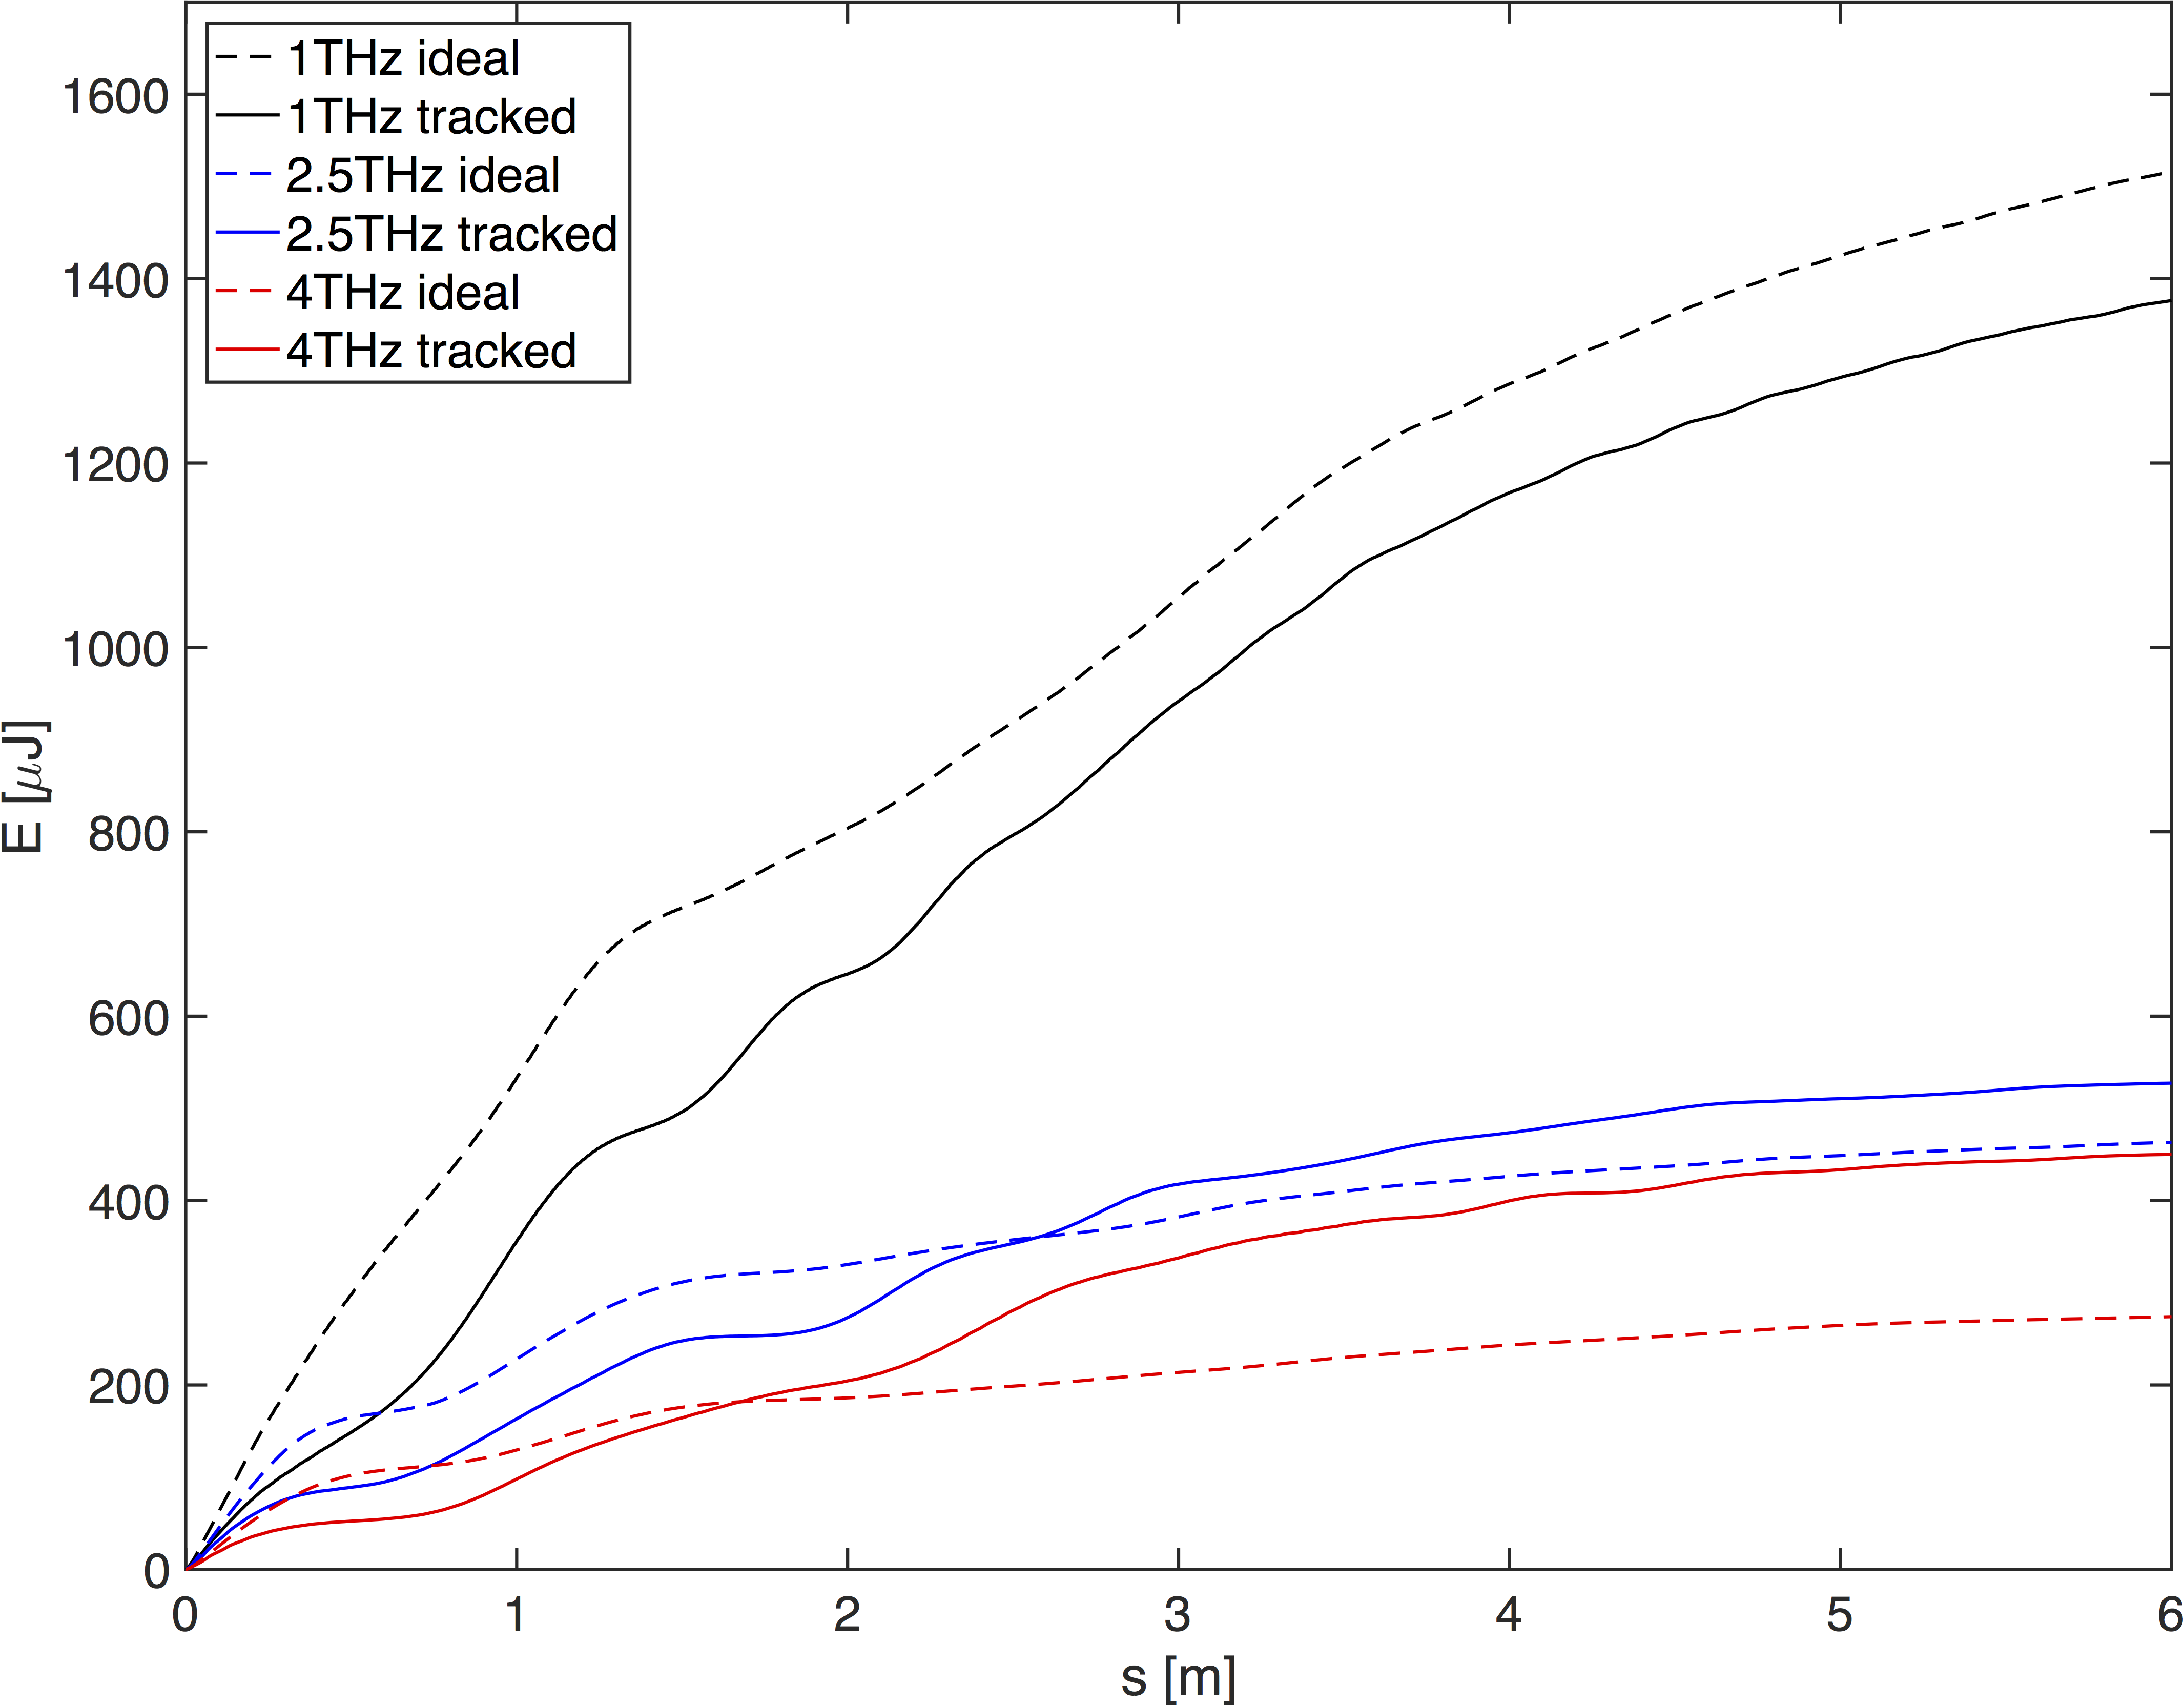 1THz ideal
1THz tracked
2.5THz ideal
2.5THz tracked
4THz ideal
4THz tracked
1600
1400
1200
1000
800
600
400
200
0
E [μJ]
0 1 2 3 4 5 6
s [m]